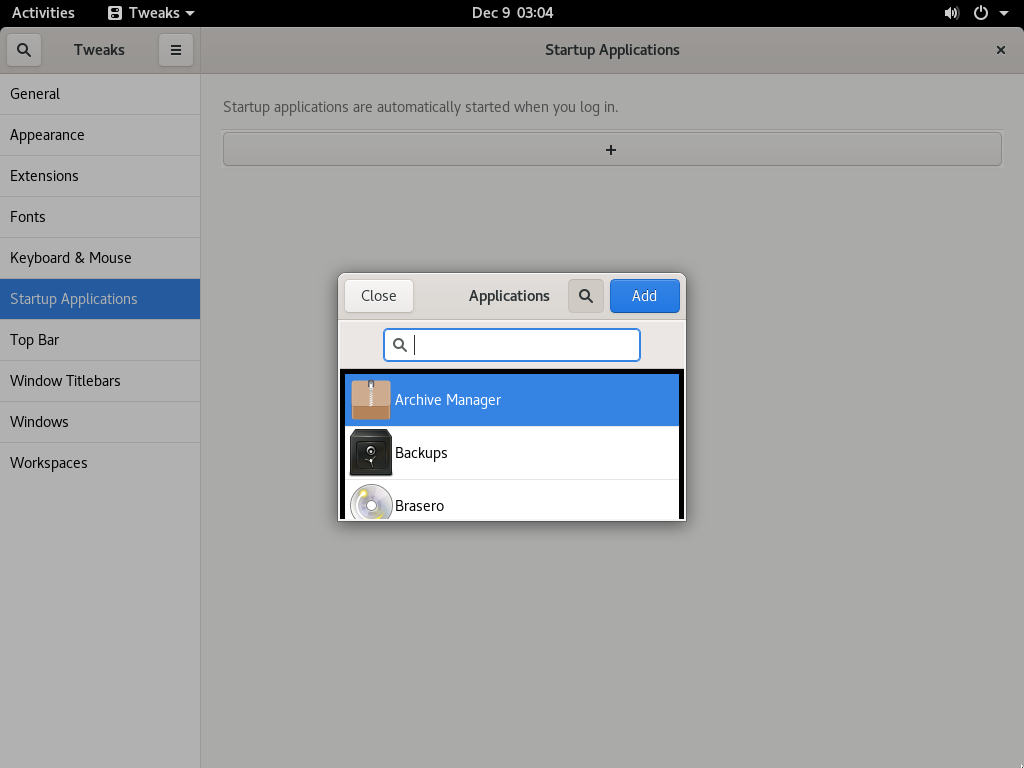 Activities Tweaks Dec 9 03:04
Tweaks Startup Applications
General
Appearance
Extensions
Fonts
Keyboard & Mouse
Startup Applications
Top Bar
Window Titlebars
Windows
Workspaces
Startup applications are automatically started when you log in.
+
Close Applications Add
Archive Manager
Backups
Brasero